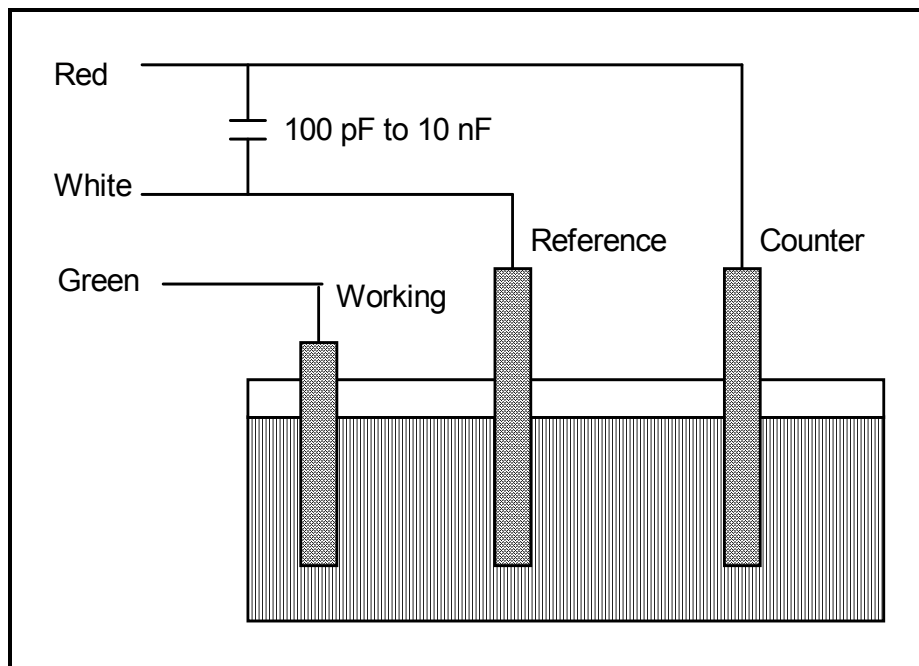 Red
100 pF to 10 nF
White
Reference
Counter
Green
Working